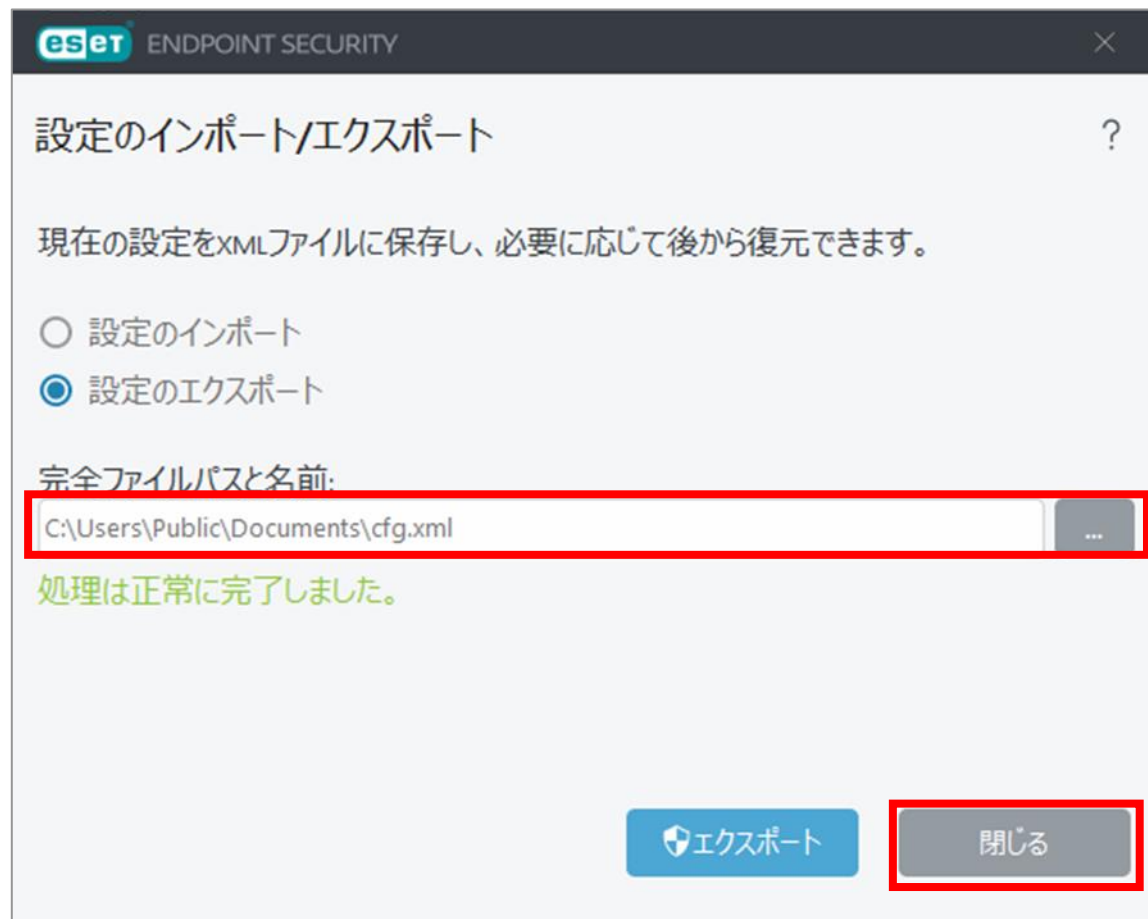 eset ENDPOINT SECURITY
設定のインポート/エクスポート ?
現在の設定をXMLファイルに保存し、必要に応じて後から復元できます。
設定のインポート
設定のエクスポート
完全ファイルパスと名前:
C:\Users\Public\Documents\cfg.xml ...
処理は正常に完了しました。
エクスポート 閉じる